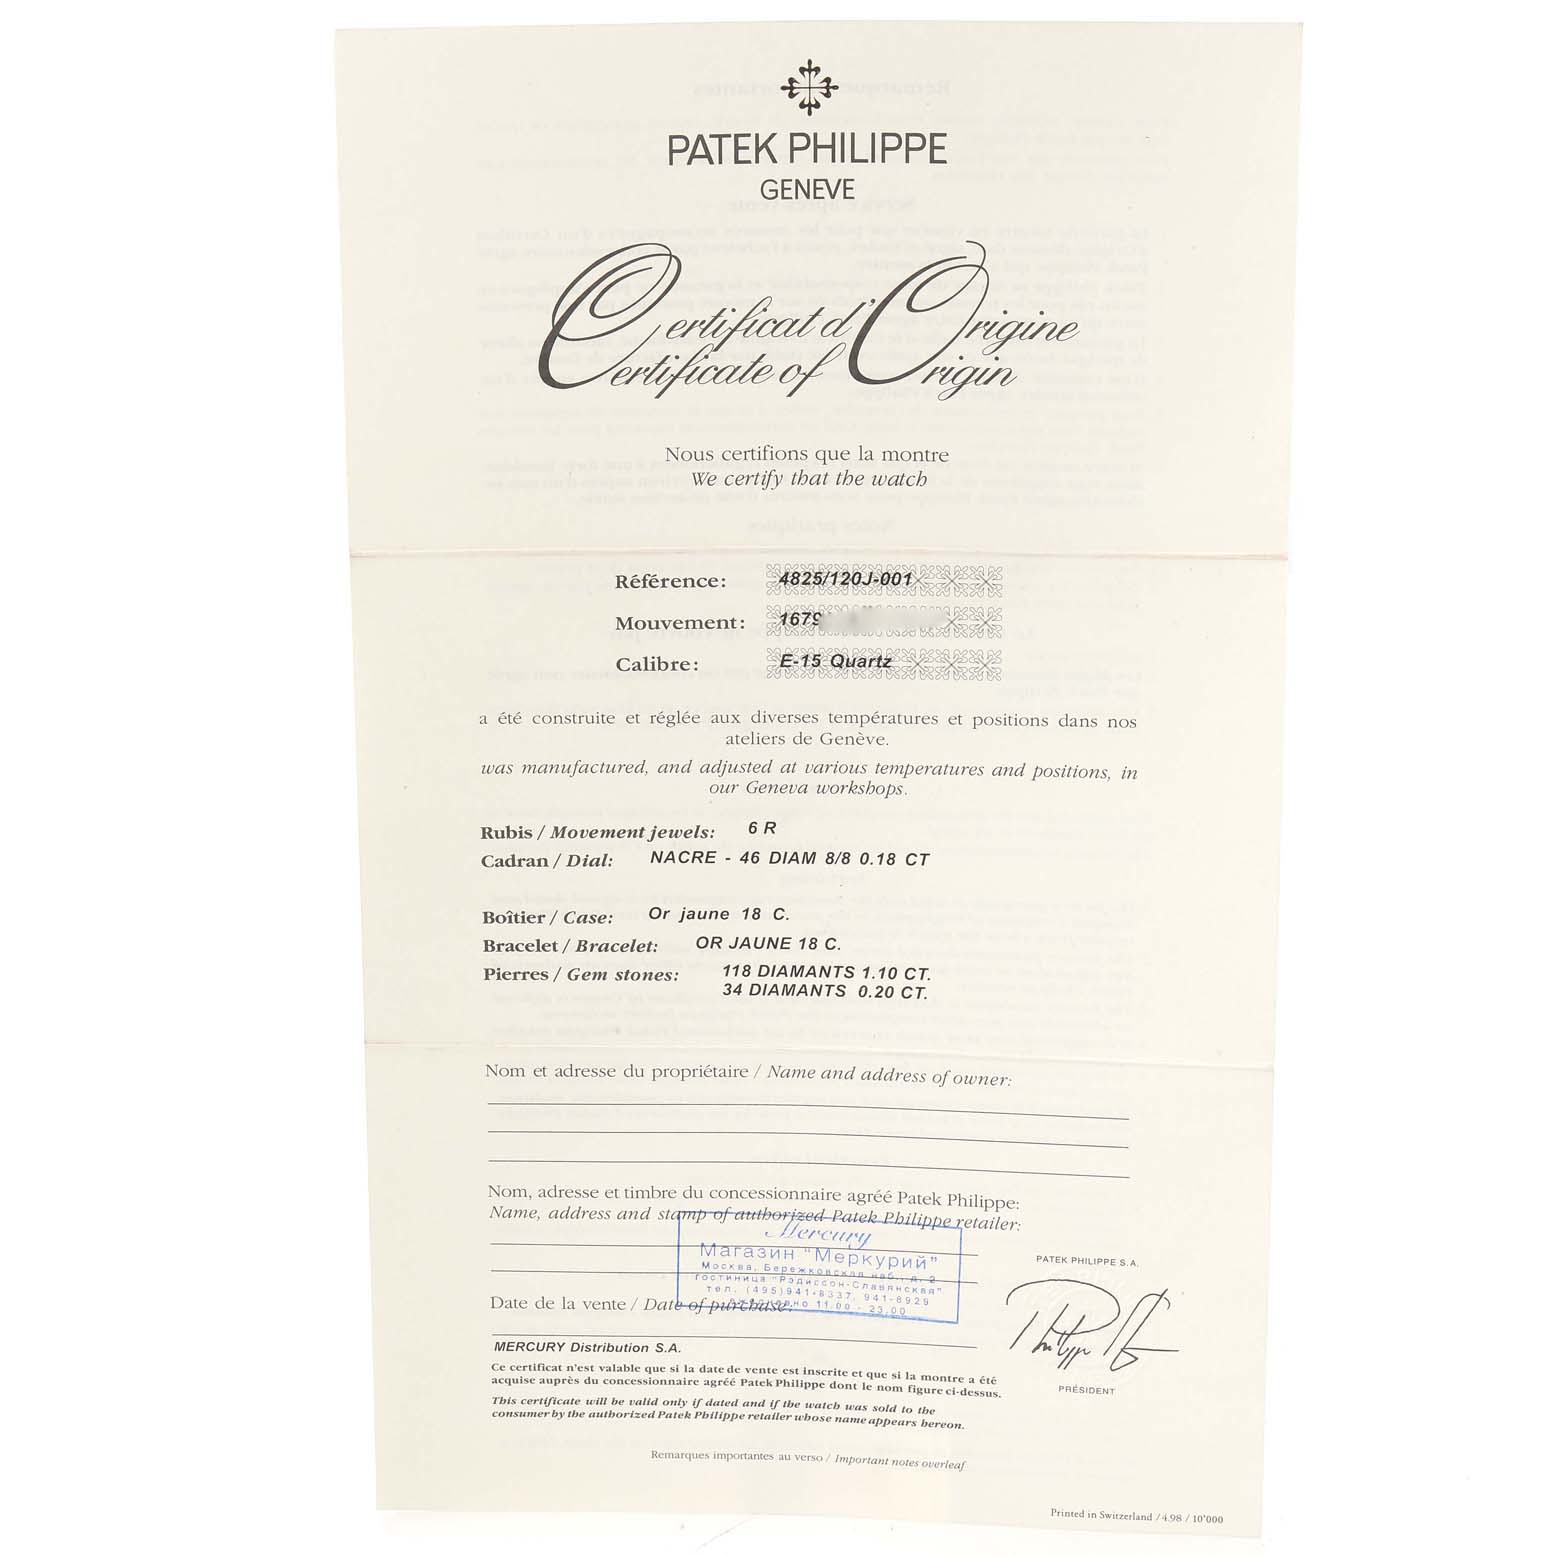 PATEK PHILIPPE
GENEVE
Certificat d'Origine
Certificate of Origin
Nous certifions que la montre
We certify that the watch
Référence: 4825/120J-001
Mouvement: 1679
Calibre: E-15 Quartz
a été construite et réglée aux diverses températures et positions dans nos
ateliers de Genève.
was manufactured, and adjusted at various temperatures and positions, in
our Geneva workshops.
Rubis / Movement jewels: 6 R
Cadran / Dial: NACRE - 46 DIAM 8/8 0.18 CT
Boîtier / Case: Or jaune 18 C.
Bracelet / Bracelet: OR JAUNE 18 C.
Pierres / Gem stones: 118 DIAMANTS 1.10 CT.
34 DIAMANTS 0.20 CT.
Nom et adresse du propriétaire / Name and address of owner:
Nom, adresse et timbre du concessionnaire agréé Patek Philippe:
Name, address and stamp of authorized Patek Philippe retailer:
Mercury
Магазин "Меркурий"
Москва, Бережковская наб., д. 2
гостиница "Рэдиссон-Славянская"
тел. (495)941-8337, 941-8929
ежедневно 11.00 - 23.00
PATEK PHILIPPE S.A.
Date de la vente / Date of purchase:
MERCURY Distribution S.A.
PRÉSIDENT
Ce certificat n'est valable que si la date de vente est inscrite et que si la montre a été
acquise auprès du concessionnaire agréé Patek Philippe dont le nom figure ci-dessus.
This certificate will be valid only if dated and if the watch was sold to the
consumer by the authorized Patek Philippe retailer whose name appears hereon.
Remarques importantes au verso / Important notes overleaf
Printed in Switzerland / 4.98 / 10'000